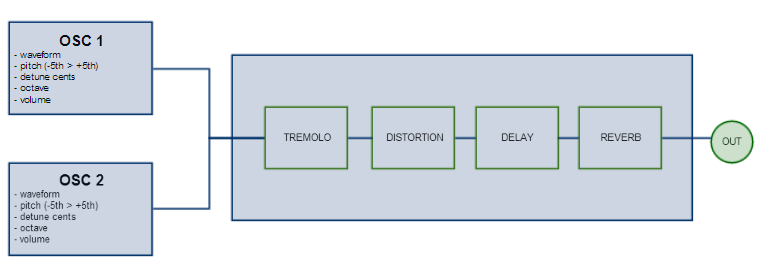 OSC 1
- waveform
- pitch (-5th > +5th)
- detune cents
- octave
- volume
TREMOLO
DISTORTION
DELAY
REVERB
OUT
OSC 2
- waveform
- pitch (-5th > +5th)
- detune cents
- octave
- volume